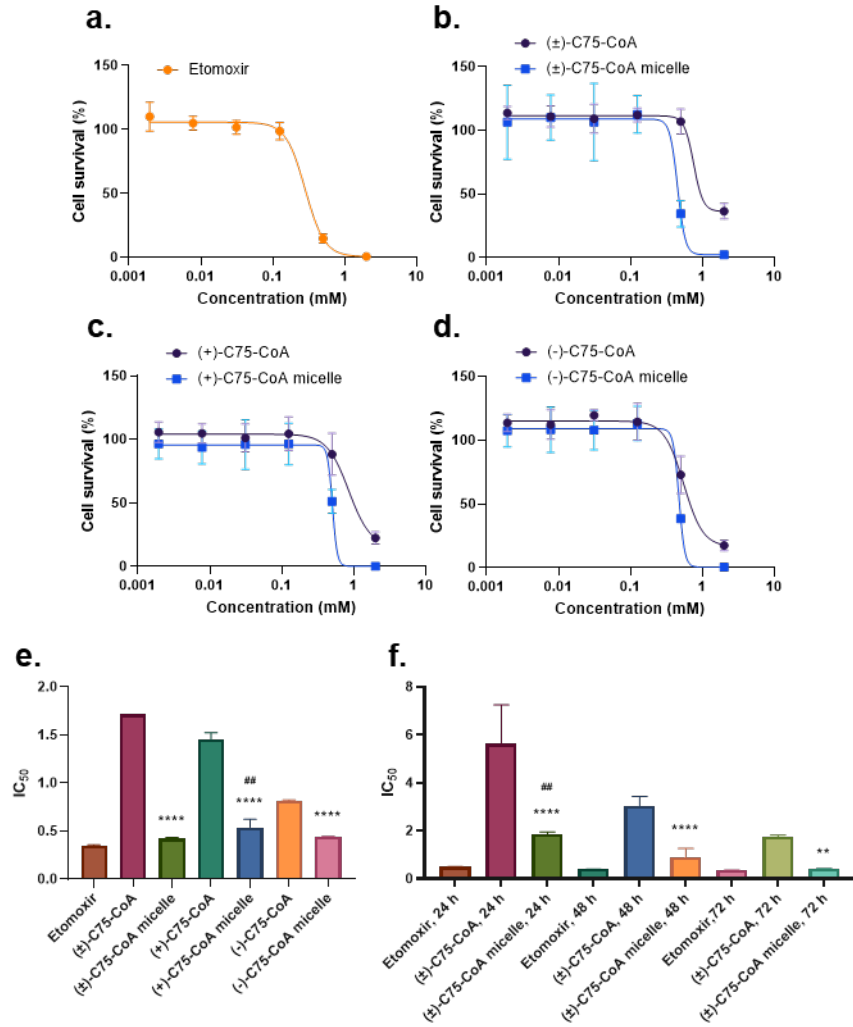 a.
Etomoxir
Cell survival (%)
150
100
50
0
0.001
0.01
0.1
1
10
Concentration (mM)
b.
(±)-C75-CoA
(±)-C75-CoA micelle
Cell survival (%)
150
100
50
0
0.001
0.01
0.1
1
10
Concentration (mM)
c.
(+)-C75-CoA
(+)-C75-CoA micelle
Cell survival (%)
150
100
50
0
0.001
0.01
0.1
1
10
Concentration (mM)
d.
(-)-C75-CoA
(-)-C75-CoA micelle
Cell survival (%)
150
100
50
0
0.001
0.01
0.1
1
10
Concentration (mM)
e.
IC50
2.0
1.5
1.0
0.5
0.0
****
##
****
****
Etomoxir
(±)-C75-CoA
(±)-C75-CoA micelle
(+)-C75-CoA
(+)-C75-CoA micelle
(-)-C75-CoA
(-)-C75-CoA micelle
f.
IC50
8
6
4
2
0
##
****
****
**
Etomoxir, 24 h
(±)-C75-CoA, 24 h
(±)-C75-CoA micelle, 24 h
Etomoxir, 48 h
(±)-C75-CoA, 48 h
(±)-C75-CoA micelle, 48 h
Etomoxir,72 h
(±)-C75-CoA, 72 h
(±)-C75-CoA micelle, 72 h